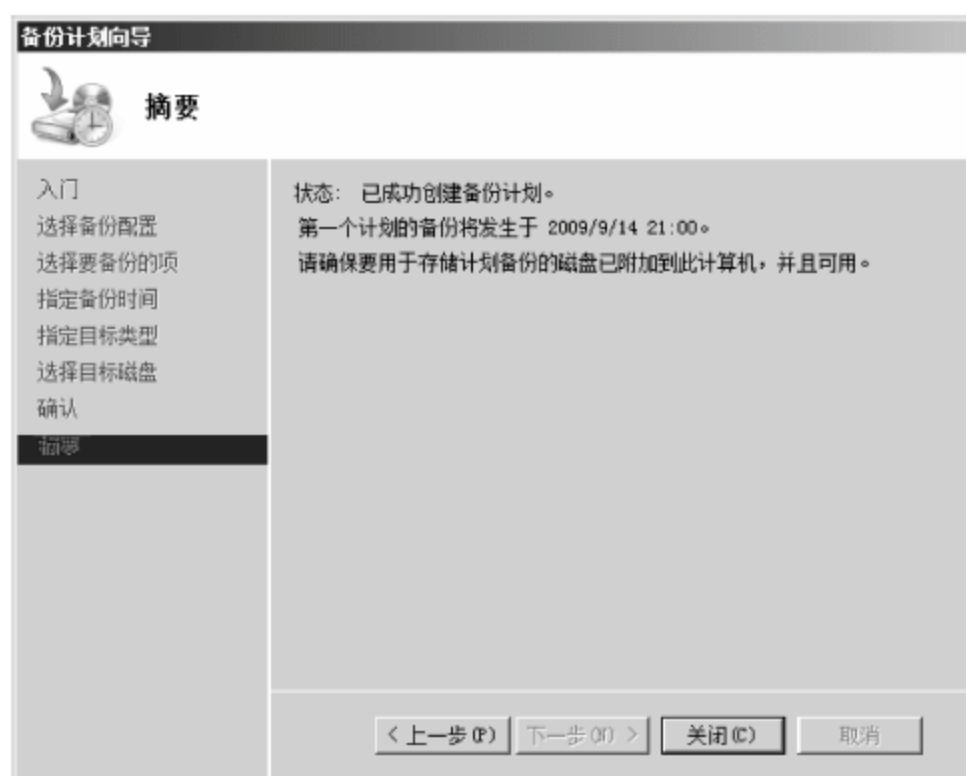 备份计划向导
摘要
入门
选择备份配置
选择要备份的项
指定备份时间
指定目标类型
选择目标磁盘
确认
摘要
状态： 已成功创建备份计划。
第一个计划的备份将发生于 2009/9/14 21:00。
请确保要用于存储计划备份的磁盘已附加到此计算机，并且可用。
< 上一步(P)
下一步(N) >
关闭(C)
取消